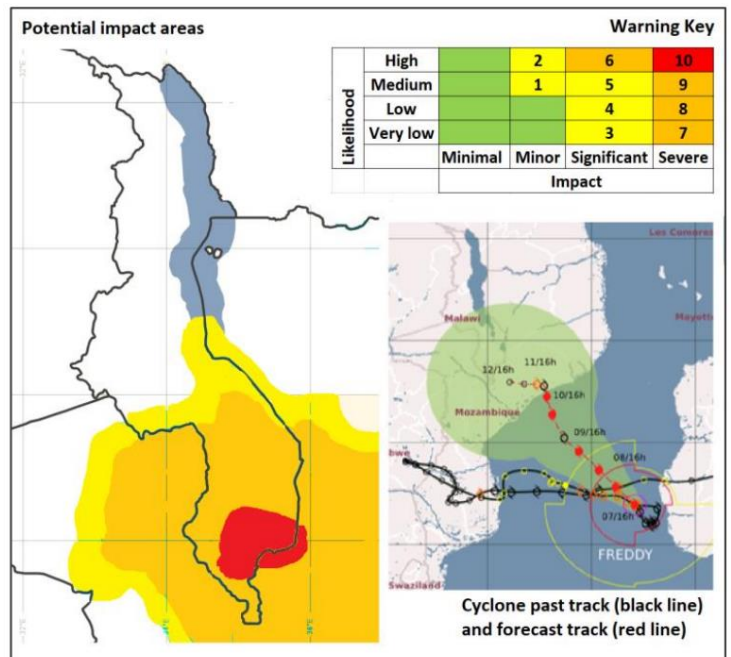 Potential impact areas
Warning Key
Likelihood
High 2 6 10
Medium 1 5 9
Low 4 8
Very low 3 7
Minimal Minor Significant Severe
Impact
Les Comores
Mayotte
Malawi
12/16h
11/16h
10/16h
Mozambique
09/16h
bwe
08/16h
07/16h
FREDDY
Swaziland
Cyclone past track (black line)
and forecast track (red line)